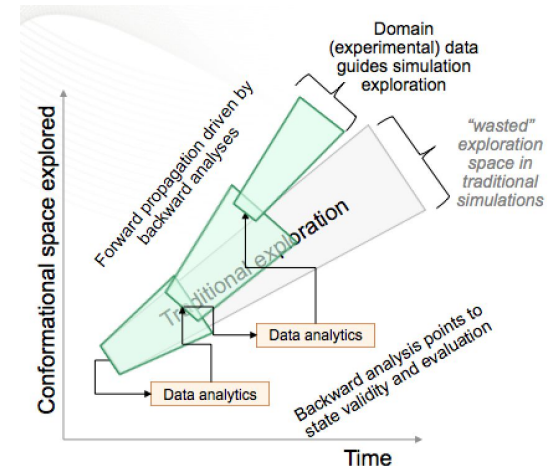 Domain
(experimental) data
guides simulation
exploration
"wasted"
exploration
space in
traditional
simulations
Forward propagation driven by
backward analyses
Conformational space explored
Traditional exploration
Data analytics
Data analytics
Backward analysis points to
state validity and evaluation
Time